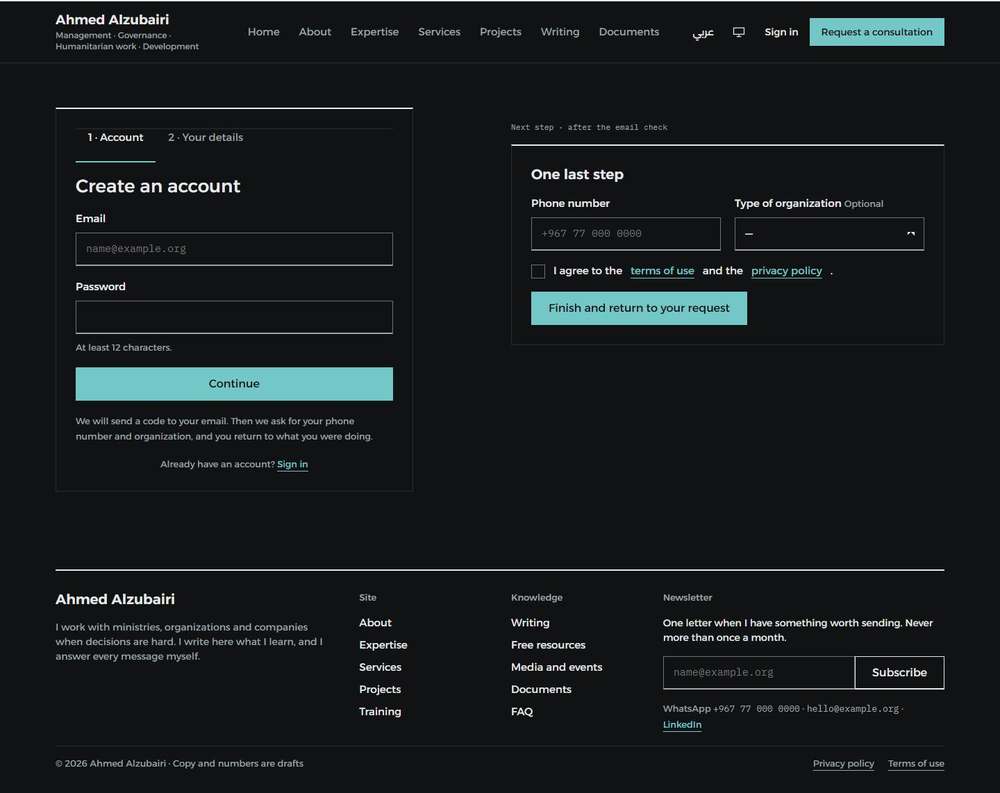 Ahmed Alzubairi
Management · Governance ·
Humanitarian work · Development
Home About Expertise Services Projects Writing Documents عربي Sign in Request a consultation
1 · Account 2 · Your details
Create an account
Email
name@example.org
Password
At least 12 characters.
Continue
We will send a code to your email. Then we ask for your phone
number and organization, and you return to what you were doing.
Already have an account? Sign in
Next step · after the email check
One last step
Phone number Type of organization Optional
+967 77 000 0000 —
I agree to the terms of use and the privacy policy .
Finish and return to your request
Ahmed Alzubairi
I work with ministries, organizations and companies
when decisions are hard. I write here what I learn, and I
answer every message myself.
Site
About
Expertise
Services
Projects
Training
Knowledge
Writing
Free resources
Media and events
Documents
FAQ
Newsletter
One letter when I have something worth sending. Never
more than once a month.
name@example.org Subscribe
WhatsApp +967 77 000 0000 · hello@example.org ·
LinkedIn
© 2026 Ahmed Alzubairi · Copy and numbers are drafts
Privacy policy Terms of use